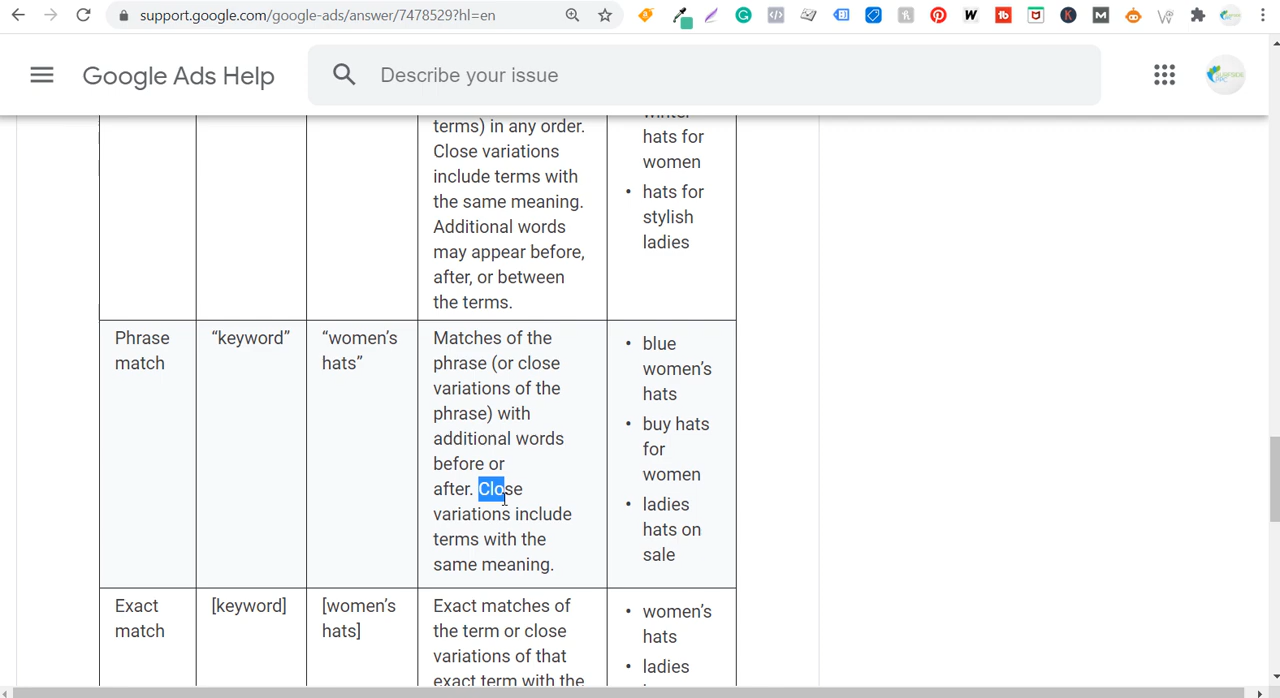 support.google.com/google-ads/answer/7478529?hl=en
Google Ads Help
Describe your issue
terms) in any order.
Close variations
include terms with
the same meaning.
Additional words
may appear before,
after, or between
the terms.
winter
hats for
women
• hats for
stylish
ladies
Phrase
match
“keyword”
“women’s
hats”
Matches of the
phrase (or close
variations of the
phrase) with
additional words
before or
after. Close
variations include
terms with the
same meaning.
• blue
women’s
hats
• buy hats
for
women
• ladies
hats on
sale
Exact
match
[keyword]
[women’s
hats]
Exact matches of
the term or close
variations of that
exact term with the
• women’s
hats
• ladies